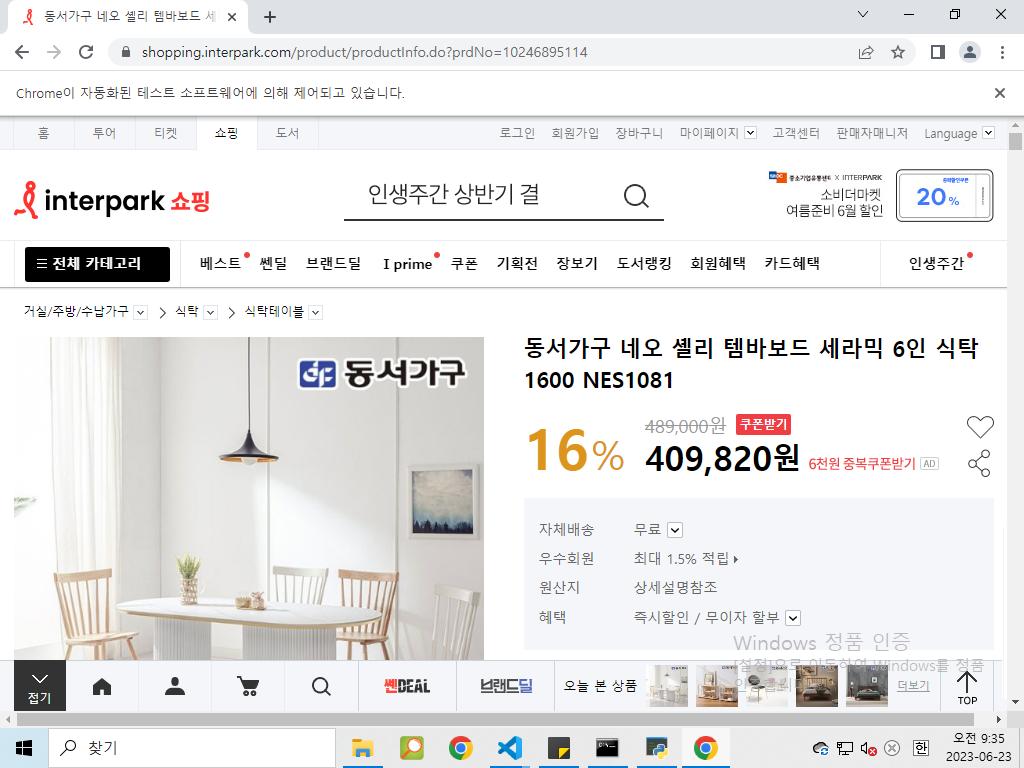 동서가구 네오 셀리 템바보드 세
shopping.interpark.com/product/productInfo.do?prdNo=10246895114
Chrome이 자동화된 테스트 소프트웨어에 의해 제어되고 있습니다.
홈 투어 티켓 쇼핑 도서 로그인 회원가입 장바구니 마이페이지 고객센터 판매자매니저 Language
interpark 쇼핑
인생주간 상반기 결
중소기업유통센터 X INTERPARK
소비더마켓
여름준비 6월 할인
중복할인쿠폰
20%
전체 카테고리 베스트 쎈딜 브랜드딜 I prime 쿠폰 기획전 장보기 도서랭킹 회원혜택 카드혜택 인생주간
거실/주방/수납가구 > 식탁 > 식탁테이블
동서가구
동서가구 네오 셸리 템바보드 세라믹 6인 식탁
1600 NES1081
16%
489,000원 쿠폰받기
409,820원 6천원 중복쿠폰받기 AD
자체배송 무료
우수회원 최대 1.5% 적립
원산지 상세설명참조
혜택 즉시할인 / 무이자 할부
Windows 정품 인증
[설정]으로 이동하여 Windows를 정품
접기
쎈DEAL
브랜드딜
오늘 본 상품
더보기
TOP
찾기
한
오전 9:35
2023-06-23